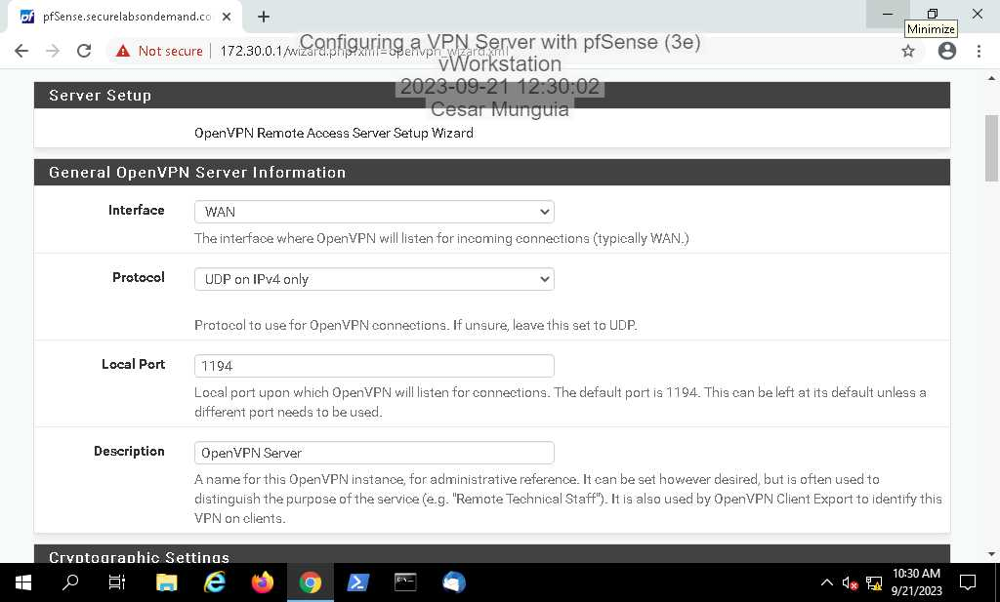 pfSense.securelabsondemand.co
Minimize
Not secure
172.30.0.1/wizard.php?xml=openvpn_wizard.xml
Configuring a VPN Server with pfSense (3e)
vWorkstation
2023-09-21 12:30:02
Cesar Munguia
Server Setup
OpenVPN Remote Access Server Setup Wizard
General OpenVPN Server Information
Interface
WAN
The interface where OpenVPN will listen for incoming connections (typically WAN.)
Protocol
UDP on IPv4 only
Protocol to use for OpenVPN connections. If unsure, leave this set to UDP.
Local Port
1194
Local port upon which OpenVPN will listen for connections. The default port is 1194. This can be left at its default unless a
different port needs to be used.
Description
OpenVPN Server
A name for this OpenVPN instance, for administrative reference. It can be set however desired, but is often used to
distinguish the purpose of the service (e.g. "Remote Technical Staff"). It is also used by OpenVPN Client Export to identify this
VPN on clients.
Cryptographic Settings
10:30 AM
9/21/2023